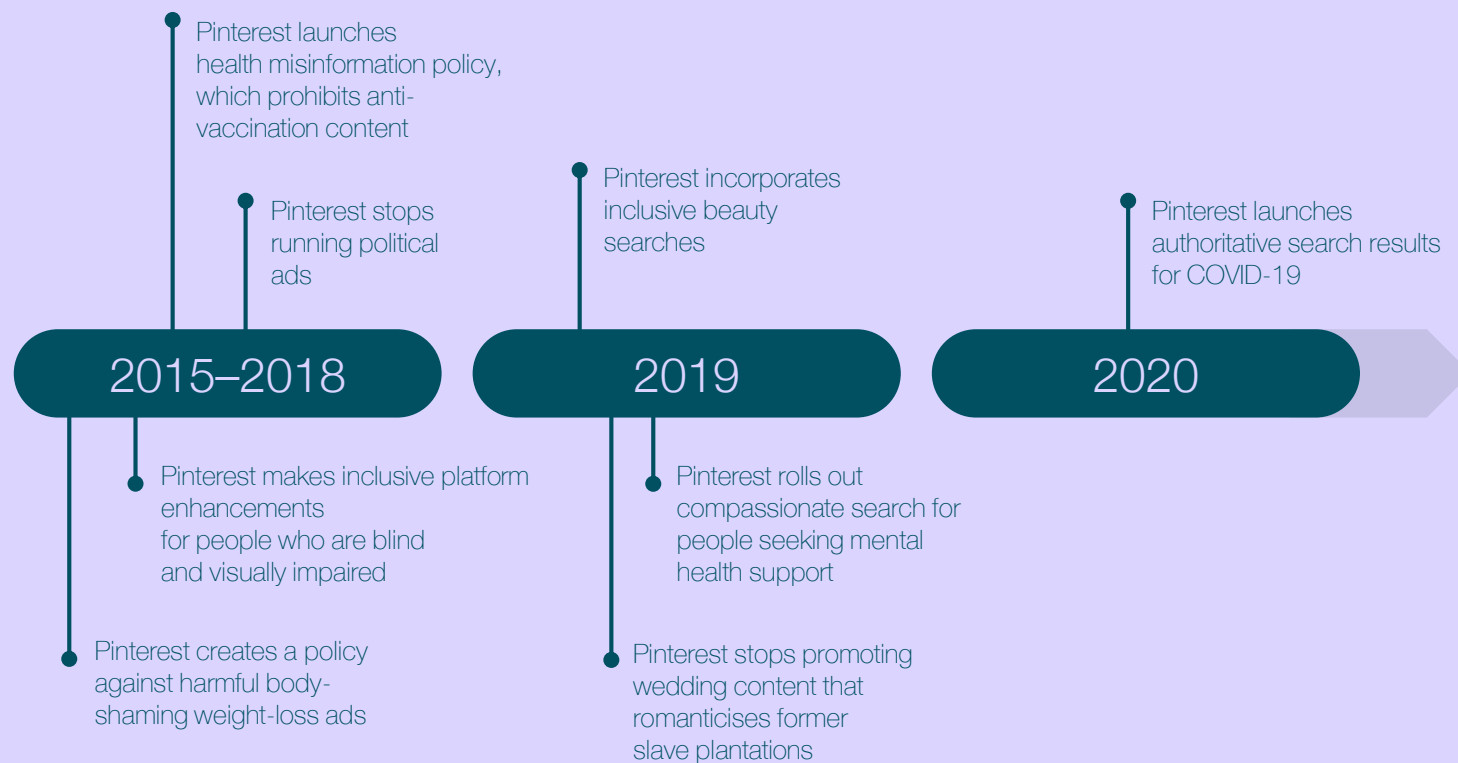 Pinterest launches
health misinformation policy,
which prohibits anti-
vaccination content
Pinterest stops
running political
ads
Pinterest incorporates
inclusive beauty
searches
Pinterest launches
authoritative search results
for COVID-19
2015–2018
2019
2020
Pinterest makes inclusive platform
enhancements
for people who are blind
and visually impaired
Pinterest creates a policy
against harmful body-
shaming weight-loss ads
Pinterest rolls out
compassionate search for
people seeking mental
health support
Pinterest stops promoting
wedding content that
romanticises former
slave plantations